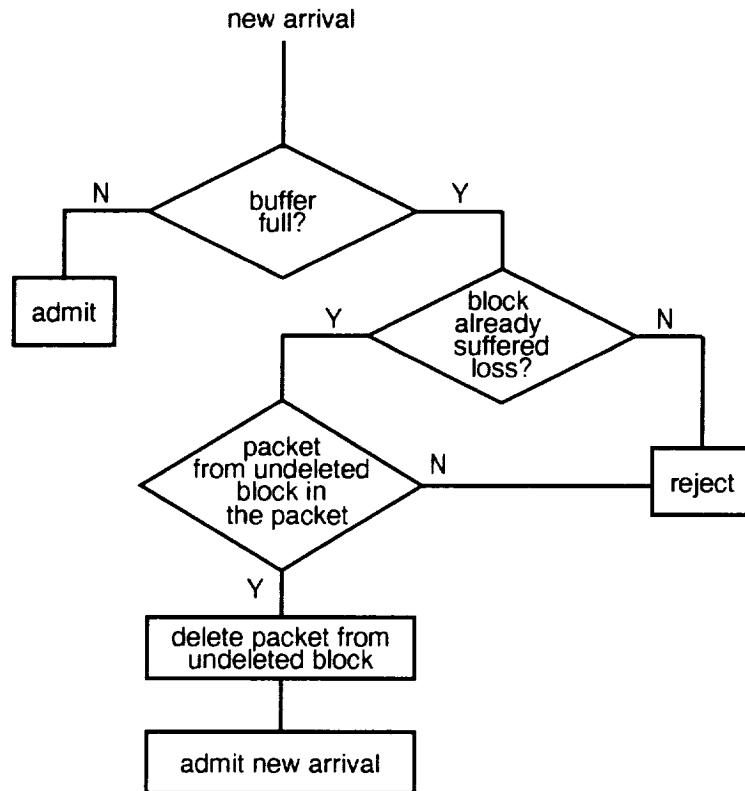 new arrival
N
buffer
full?
Y
admit
block
already
suffered
loss?
Y
N
packet
from undeleted
block in
the packet
N
reject
Y
delete packet from
undeleted block
admit new arrival